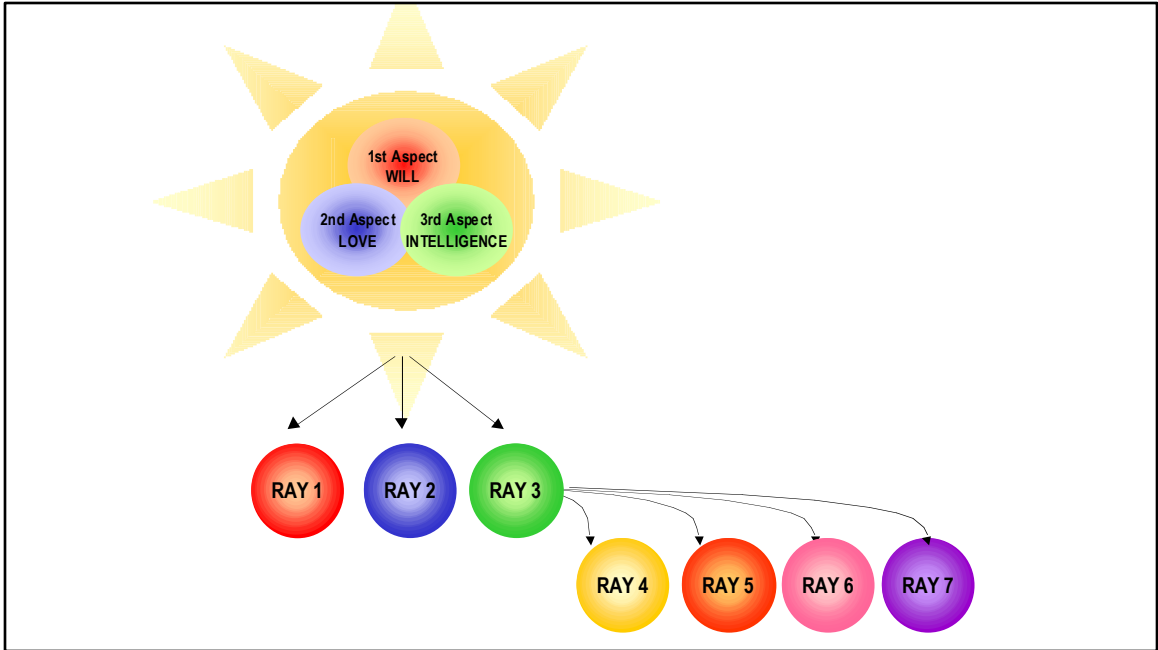 1st Aspect
WILL
2nd Aspect
LOVE
3rd Aspect
INTELLIGENCE
RAY 1
RAY 2
RAY 3
RAY 4
RAY 5
RAY 6
RAY 7